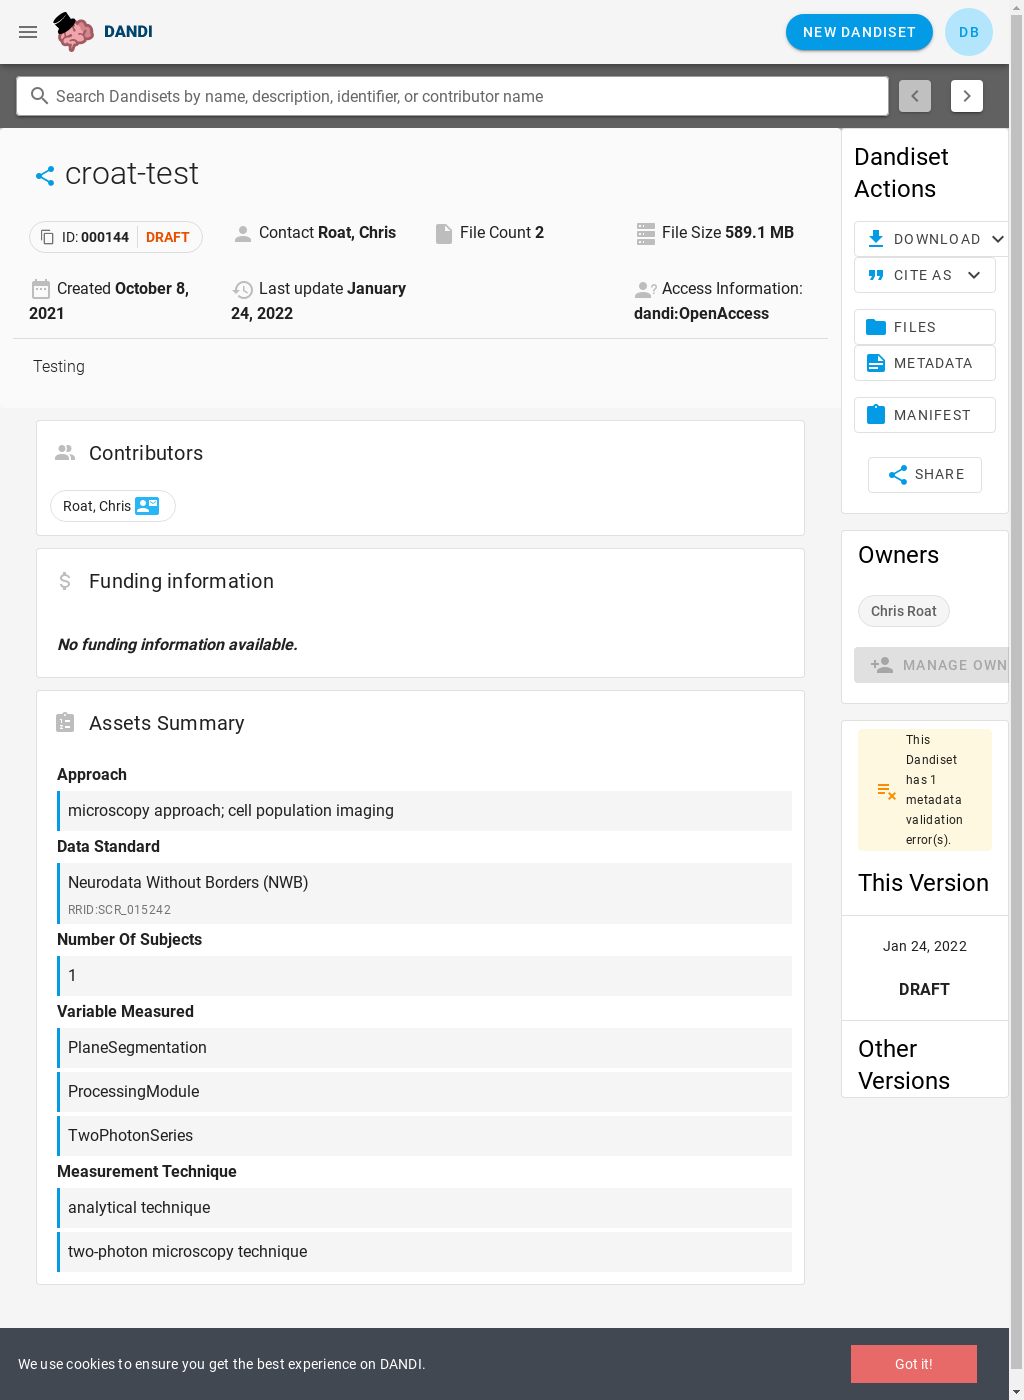 DANDI
NEW DANDISET
DB
Search Dandisets by name, description, identifier, or contributor name
croat-test
ID: 000144 DRAFT
Contact Roat, Chris
File Count 2
File Size 589.1 MB
Created October 8, 2021
Last update January 24, 2022
Access Information: dandi:OpenAccess
Testing
Contributors
Roat, Chris
Funding information
No funding information available.
Assets Summary
Approach
microscopy approach; cell population imaging
Data Standard
Neurodata Without Borders (NWB)
RRID:SCR_015242
Number Of Subjects
1
Variable Measured
PlaneSegmentation
ProcessingModule
TwoPhotonSeries
Measurement Technique
analytical technique
two-photon microscopy technique
Dandiset
Actions
DOWNLOAD
CITE AS
FILES
METADATA
MANIFEST
SHARE
Owners
Chris Roat
MANAGE OWN
This
Dandiset
has 1
metadata
validation
error(s).
This Version
Jan 24, 2022
DRAFT
Other
Versions
We use cookies to ensure you get the best experience on DANDI.
Got it!